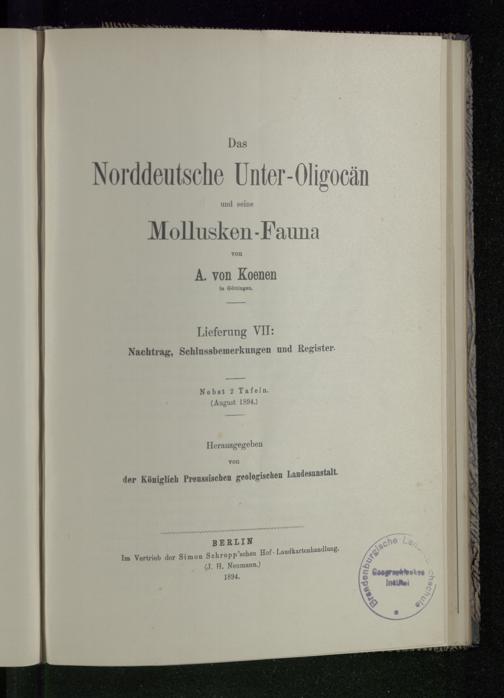 Das
Norddeutsche Unter-Oligocän
und seine
Mollusken-Fauna
von
A. von Koenen
in Göttingen.
Lieferung VII:
Nachtrag, Schlussbemerkungen und Register.
Nebst 2 Tafeln.
(August 1894.)
Herausgegeben
von
der Königlich Preussischen geologischen Landesanstalt.
BERLIN
Im Vertrieb der Simon Schropp'schen Hof-Landkartenhandlung.
(J. H. Neumann.)
1894.
Brandenburgische
Geographisches
Institut